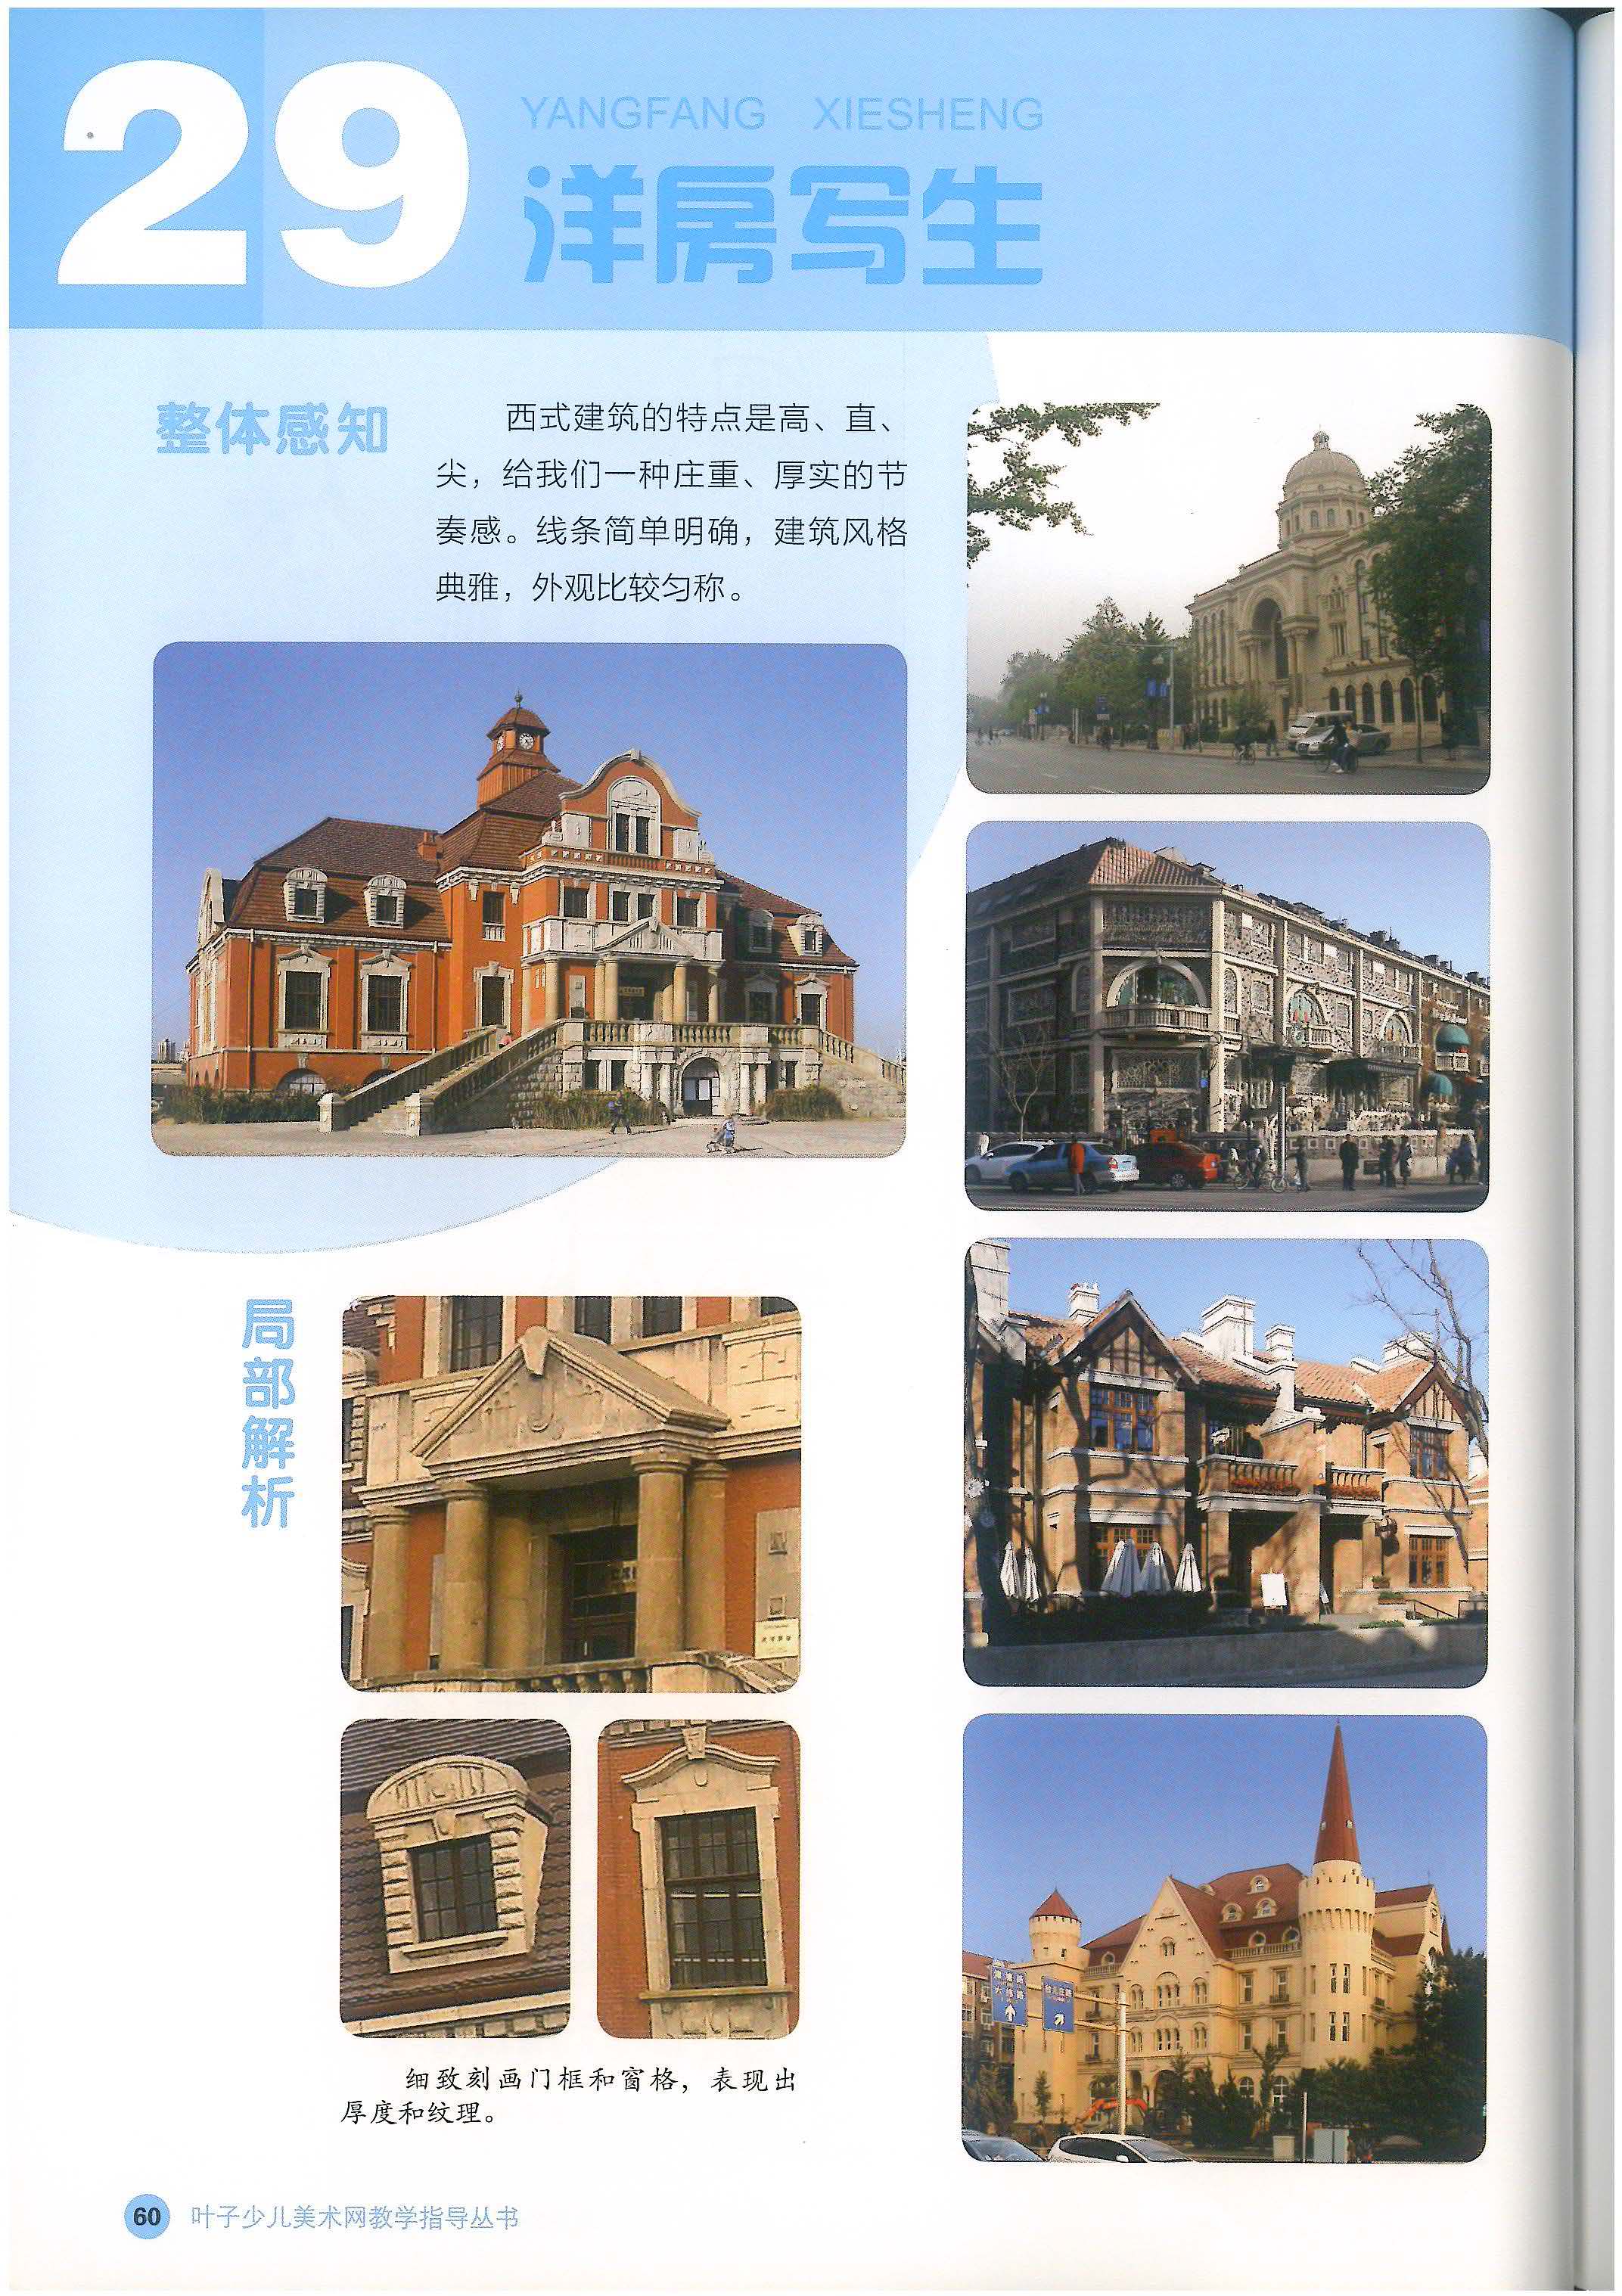 29
YANGFANG XIESHENG
洋房写生
整体感知
西式建筑的特点是高、直、
尖，给我们一种庄重、厚实的节
奏感。线条简单明确，建筑风格
典雅，外观比较匀称。
局部解析
细致刻画门框和窗格，表现出
厚度和纹理。
60 叶子少儿美术网教学指导丛书